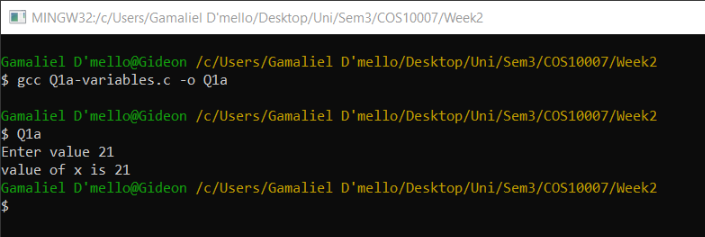 MINGW32:/c/Users/Gamaliel D'mello/Desktop/Uni/Sem3/COS10007/Week2
Gamaliel D'mello@Gideon /c/Users/Gamaliel D'mello/Desktop/Uni/Sem3/COS10007/Week2
$ gcc Q1a-variables.c -o Q1a
Gamaliel D'mello@Gideon /c/Users/Gamaliel D'mello/Desktop/Uni/Sem3/COS10007/Week2
$ Q1a
Enter value 21
value of x is 21
Gamaliel D'mello@Gideon /c/Users/Gamaliel D'mello/Desktop/Uni/Sem3/COS10007/Week2
$